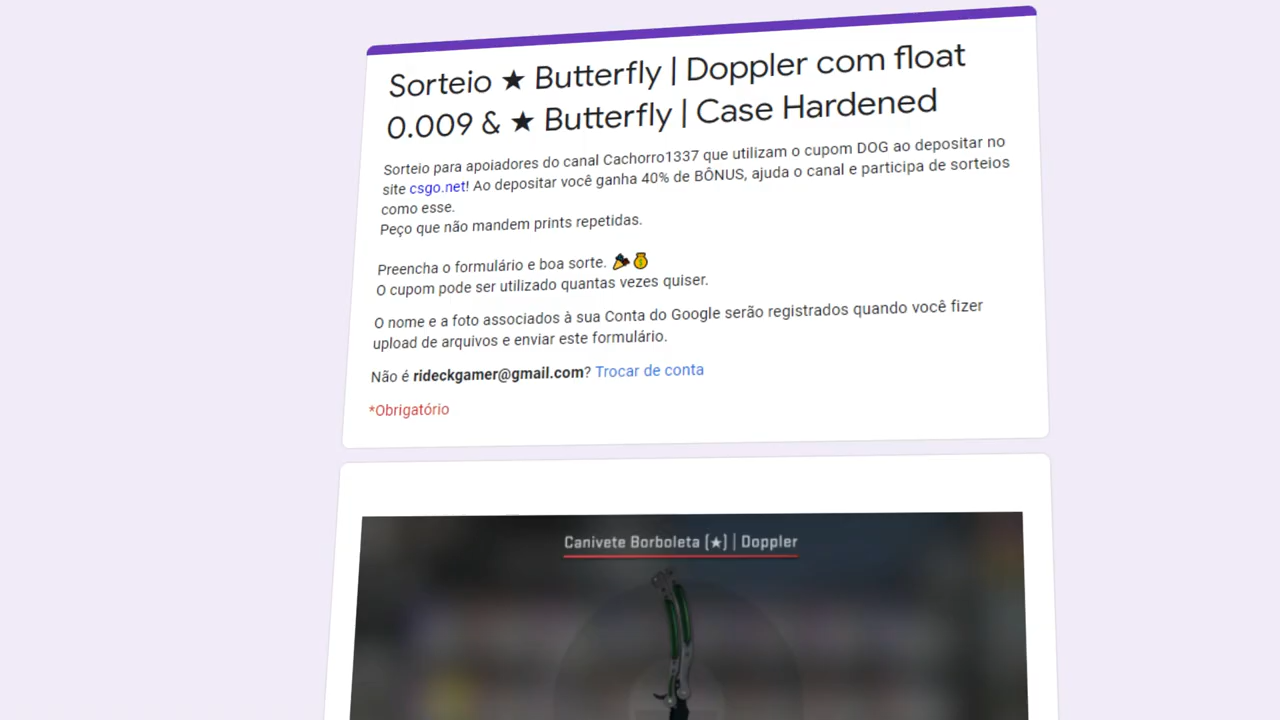 Sorteio ★ Butterfly | Doppler com float
0.009 & ★ Butterfly | Case Hardened
Sorteio para apoiadores do canal Cachorro1337 que utilizam o cupom DOG ao depositar no
site csgo.net! Ao depositar você ganha 40% de BÔNUS, ajuda o canal e participa de sorteios
como esse.
Peço que não mandem prints repetidas.
Preencha o formulário e boa sorte. 🎉💰
O cupom pode ser utilizado quantas vezes quiser.
O nome e a foto associados à sua Conta do Google serão registrados quando você fizer
upload de arquivos e enviar este formulário.
Não é rideckgamer@gmail.com? Trocar de conta
*Obrigatório
Canivete Borboleta (★) | Doppler